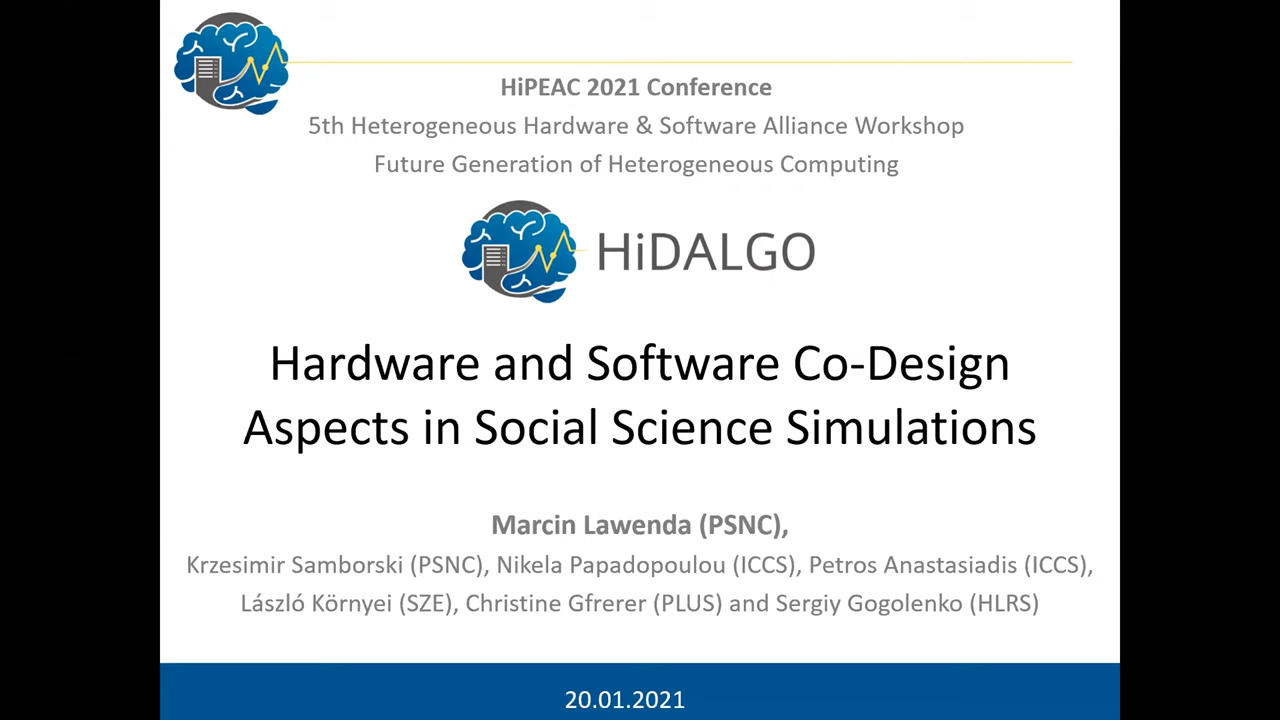 HiPEAC 2021 Conference
5th Heterogeneous Hardware & Software Alliance Workshop
Future Generation of Heterogeneous Computing
HiDALGO
Hardware and Software Co-Design
Aspects in Social Science Simulations
Marcin Lawenda (PSNC),
Krzesimir Samborski (PSNC), Nikela Papadopoulou (ICCS), Petros Anastasiadis (ICCS),
László Környei (SZE), Christine Gfrerer (PLUS) and Sergiy Gogolenko (HLRS)
20.01.2021